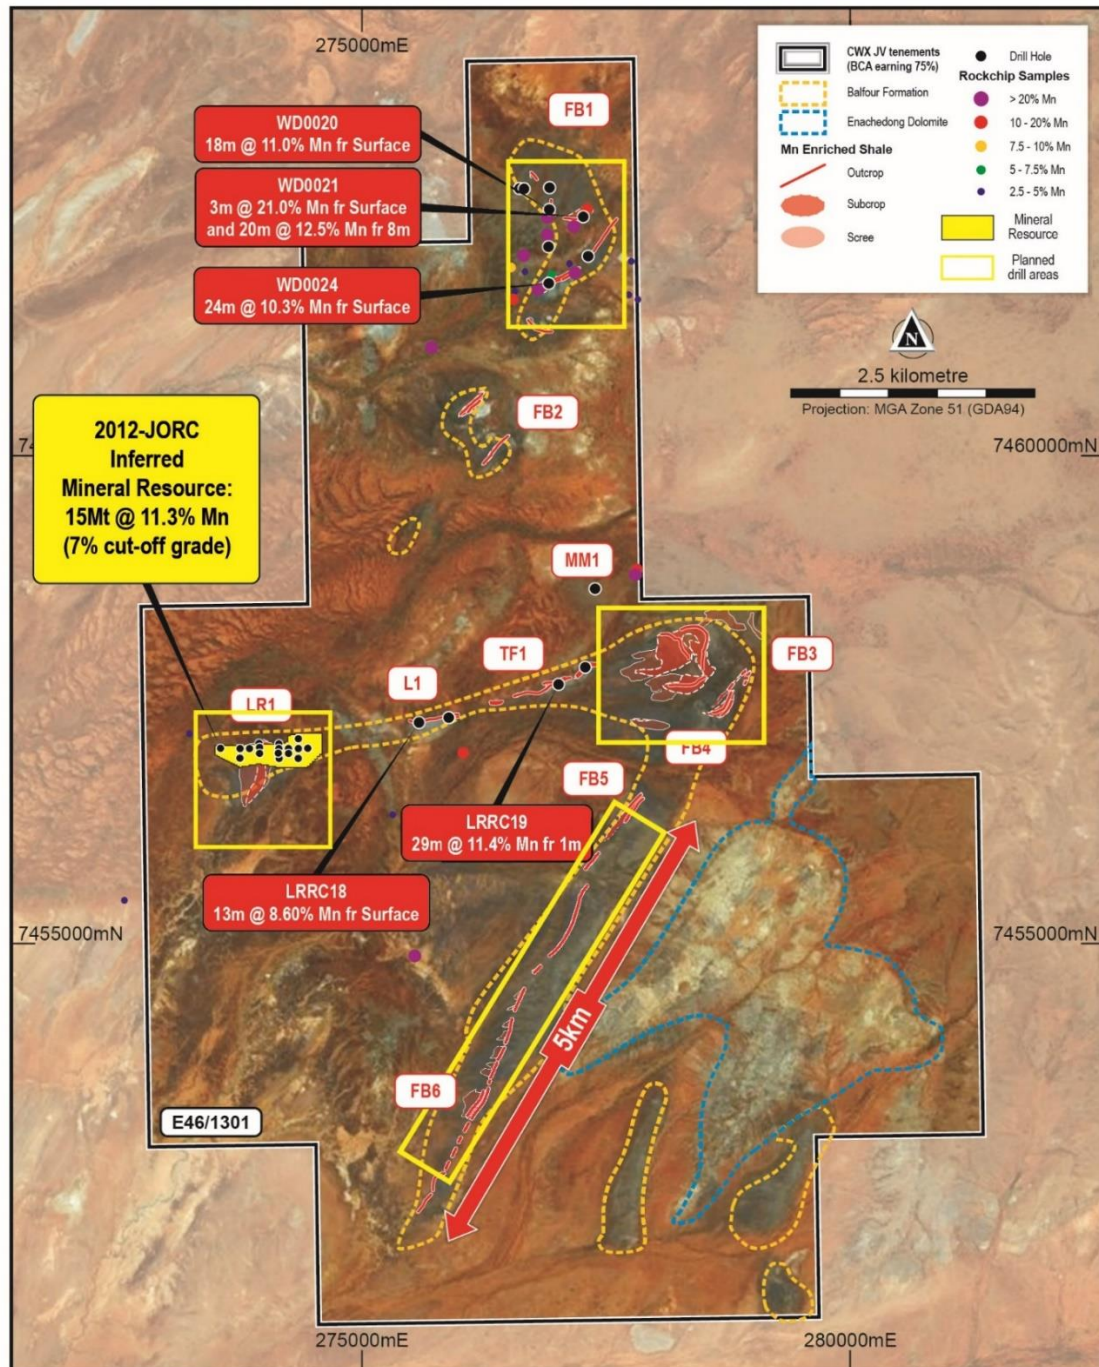 275000mE
CWX JV tenements
(BCA earning 75%)
Balfour Formation
Enachedong Dolomite
Mn Enriched Shale
Outcrop
Subcrop
Scree
Drill Hole
Rockchip Samples
> 20% Mn
10 - 20% Mn
7.5 - 10% Mn
5 - 7.5% Mn
2.5 - 5% Mn
Mineral
Resource
Planned
drill areas
FB1
WD0020
18m @ 11.0% Mn fr Surface
WD0021
3m @ 21.0% Mn fr Surface
and 20m @ 12.5% Mn fr 8m
WD0024
24m @ 10.3% Mn fr Surface
N
2.5 kilometre
Projection: MGA Zone 51 (GDA94)
FB2
7460000mN
2012-JORC
Inferred
Mineral Resource:
15Mt @ 11.3% Mn
(7% cut-off grade)
MM1
TF1
FB3
L1
LR1
FB4
FB5
LRRC19
29m @ 11.4% Mn fr 1m
LRRC18
13m @ 8.60% Mn fr Surface
7455000mN
7455000mN
5km
FB6
E46/1301
275000mE
280000mE